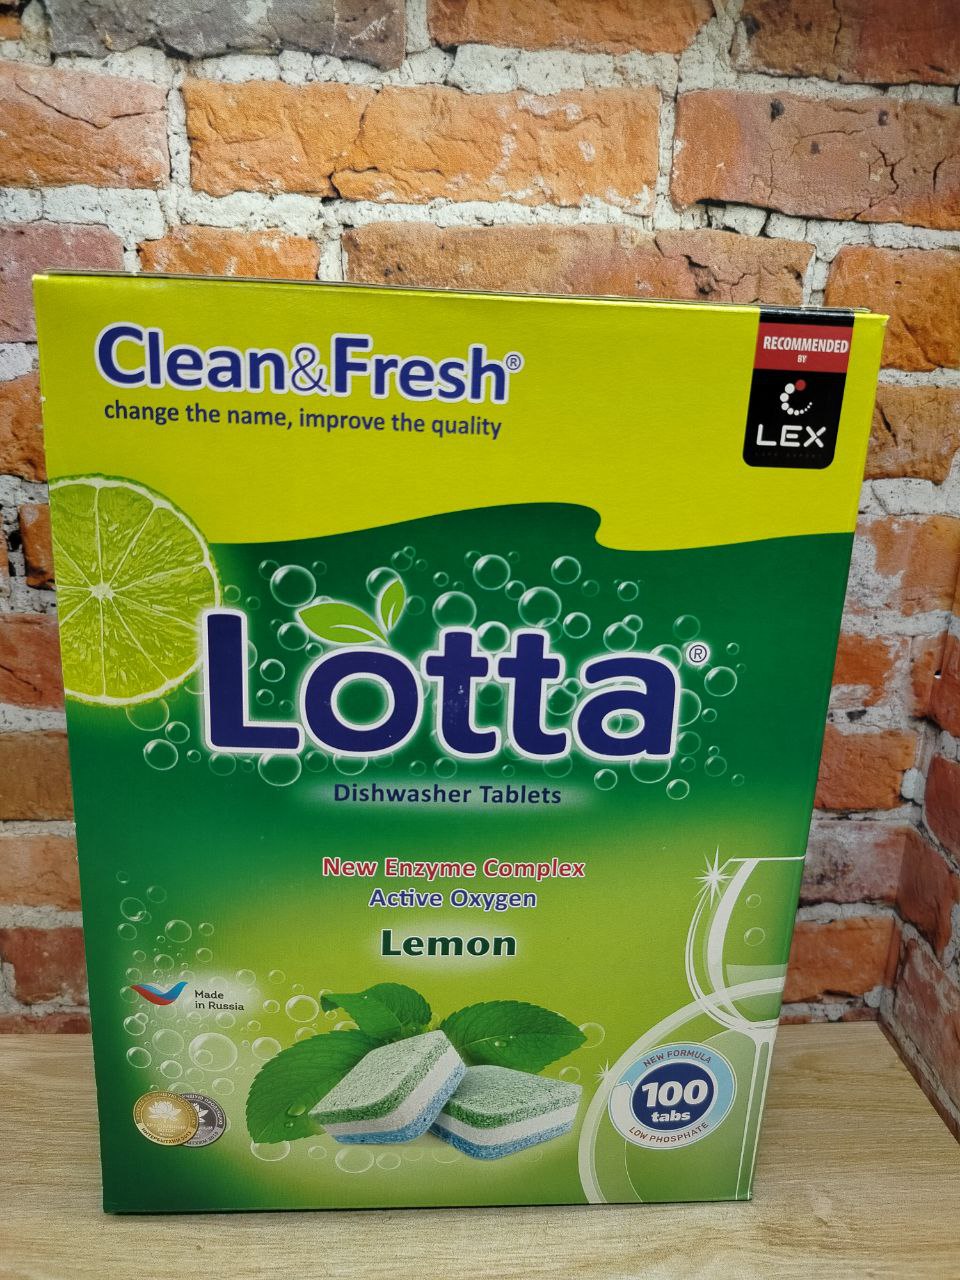 Clean&Fresh®
change the name, improve the quality
RECOMMENDED
BY
LEX
Lotta®
Dishwasher Tablets
New Enzyme Complex
Active Oxygen
Lemon
Made
in Russia
NEW FORMULA
100
tabs
LOW PHOSPHATE